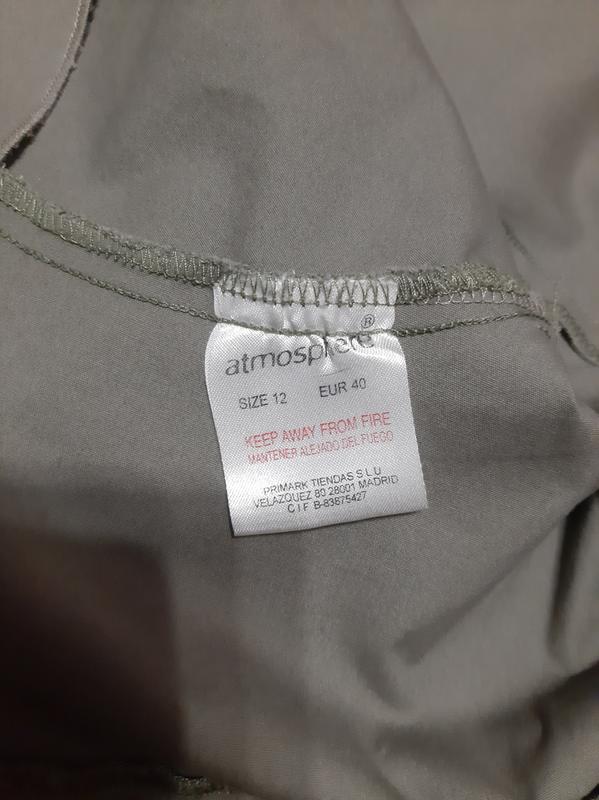 atmosphere®
SIZE 12 EUR 40
KEEP AWAY FROM FIRE
MANTENER ALEJADO DEL FUEGO
PRIMARK TIENDAS S L U
VELAZQUEZ 80 28001 MADRID
C I F B-83875427